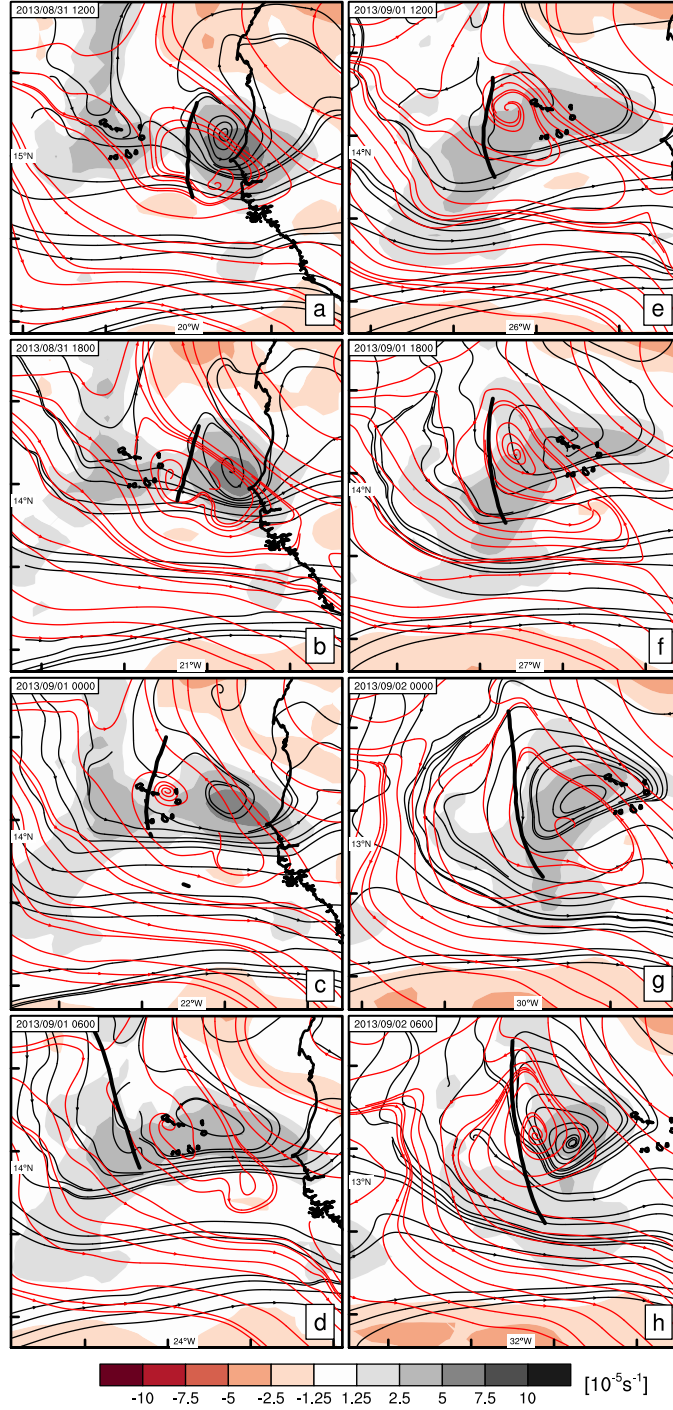 2013/08/31 1200
15°N
20°W
a
2013/08/31 1800
14°N
21°W
b
2013/09/01 0000
14°N
22°W
c
2013/09/01 0600
14°N
24°W
d
2013/09/01 1200
14°N
26°W
e
2013/09/01 1800
14°N
27°W
f
2013/09/02 0000
13°N
30°W
g
2013/09/02 0600
13°N
32°W
h
-10 -7.5 -5 -2.5 -1.25 1.25 2.5 5 7.5 10 [10⁻⁵s⁻¹]